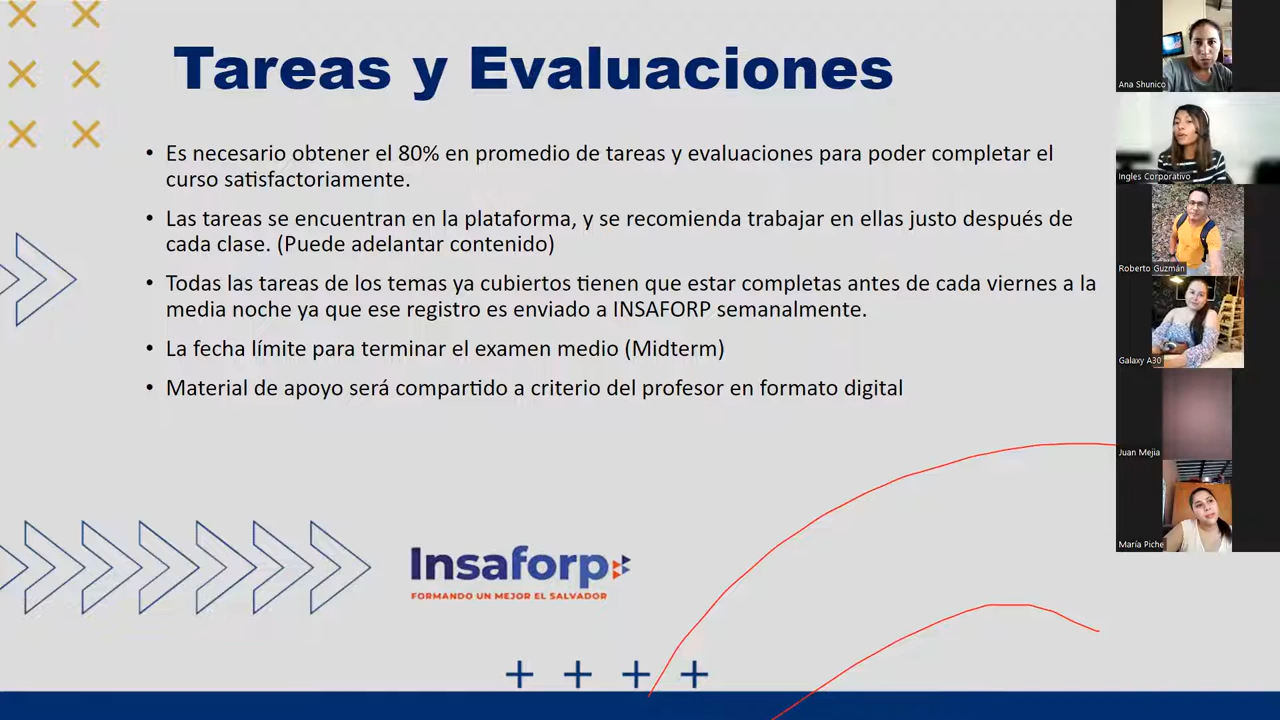 Tareas y Evaluaciones
• Es necesario obtener el 80% en promedio de tareas y evaluaciones para poder completar el
curso satisfactoriamente.
• Las tareas se encuentran en la plataforma, y se recomienda trabajar en ellas justo después de
cada clase. (Puede adelantar contenido)
• Todas las tareas de los temas ya cubiertos tienen que estar completas antes de cada viernes a la
media noche ya que ese registro es enviado a INSAFORP semanalmente.
• La fecha límite para terminar el examen medio (Midterm)
• Material de apoyo será compartido a criterio del profesor en formato digital
Insaforp
FORMANDO UN MEJOR EL SALVADOR
Ana Shunico
Ingles Corporativo
Roberto Guzmán
Galaxy A30
Juan Mejia
María Piche